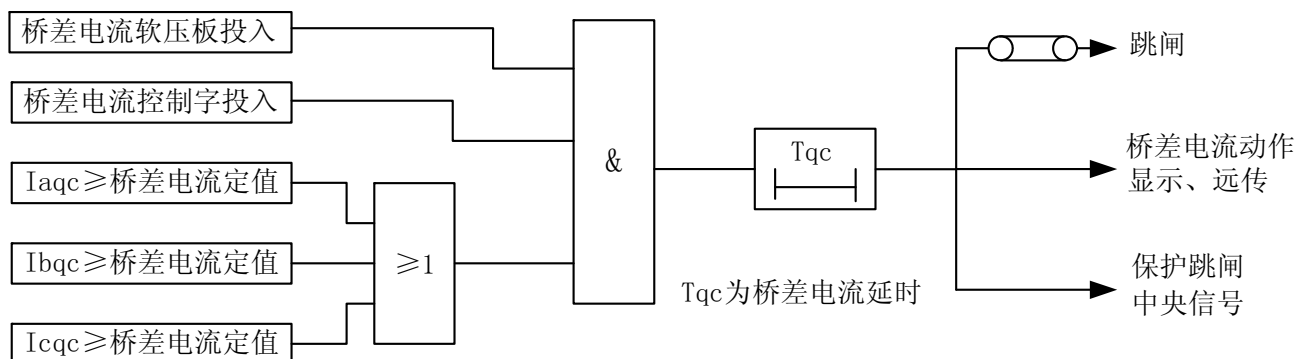 桥差电流软压板投入
桥差电流控制字投入
Iaqc≥桥差电流定值
Ibqc≥桥差电流定值
Icqc≥桥差电流定值
≥1
&
Tqc
Tqc为桥差电流延时
跳闸
桥差电流动作
显示、远传
保护跳闸
中央信号